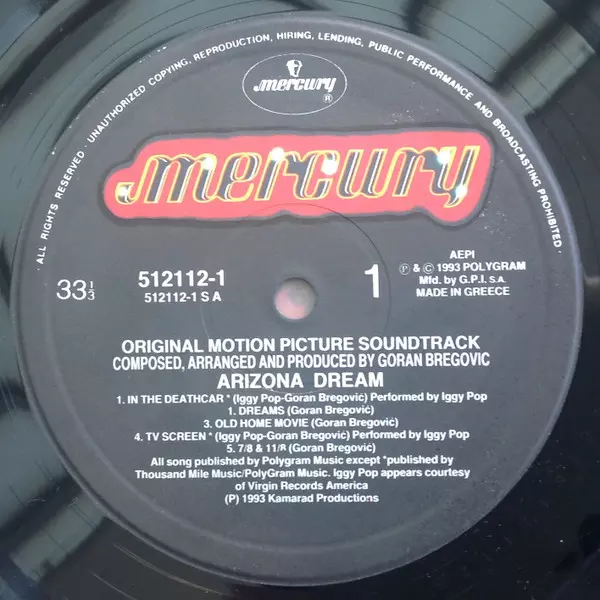 · ALL RIGHTS RESERVED · UNAUTHORIZED COPYING, REPRODUCTION, HIRING, LENDING, PUBLIC PERFORMANCE AND BROADCASTING PROHIBITED ·
mercury
®
mercury
512112-1
512112-1 S A
33 1/3
1
AEPI
Ⓟ & © 1993 POLYGRAM
Mfd. by G.P.I. S.A.
MADE IN GREECE
ORIGINAL MOTION PICTURE SOUNDTRACK
COMPOSED, ARRANGED AND PRODUCED BY GORAN BREGOVIC
ARIZONA DREAM
1. IN THE DEATHCAR * (Iggy Pop-Goran Bregović) Performed by Iggy Pop
1. DREAMS (Goran Bregović)
3. OLD HOME MOVIE (Goran Bregović)
4. TV SCREEN * (Iggy Pop-Goran Bregović) Performed by Iggy Pop
5. 7/8 & 11/8 (Goran Bregović)
All song published by Polygram Music except *published by
Thousand Mile Music/PolyGram Music. Iggy Pop appears courtesy
of Virgin Records America
(P) 1993 Kamarad Productions